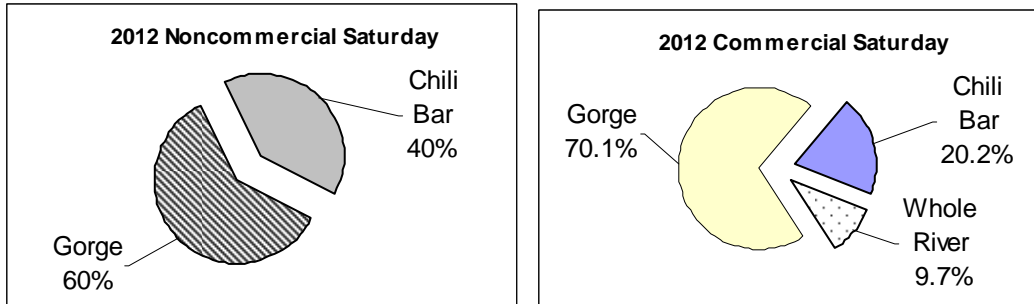 2012 Noncommercial Saturday
Chili
Bar
40%
Gorge
60%
2012 Commercial Saturday
Gorge
70.1%
Chili
Bar
20.2%
Whole
River
9.7%